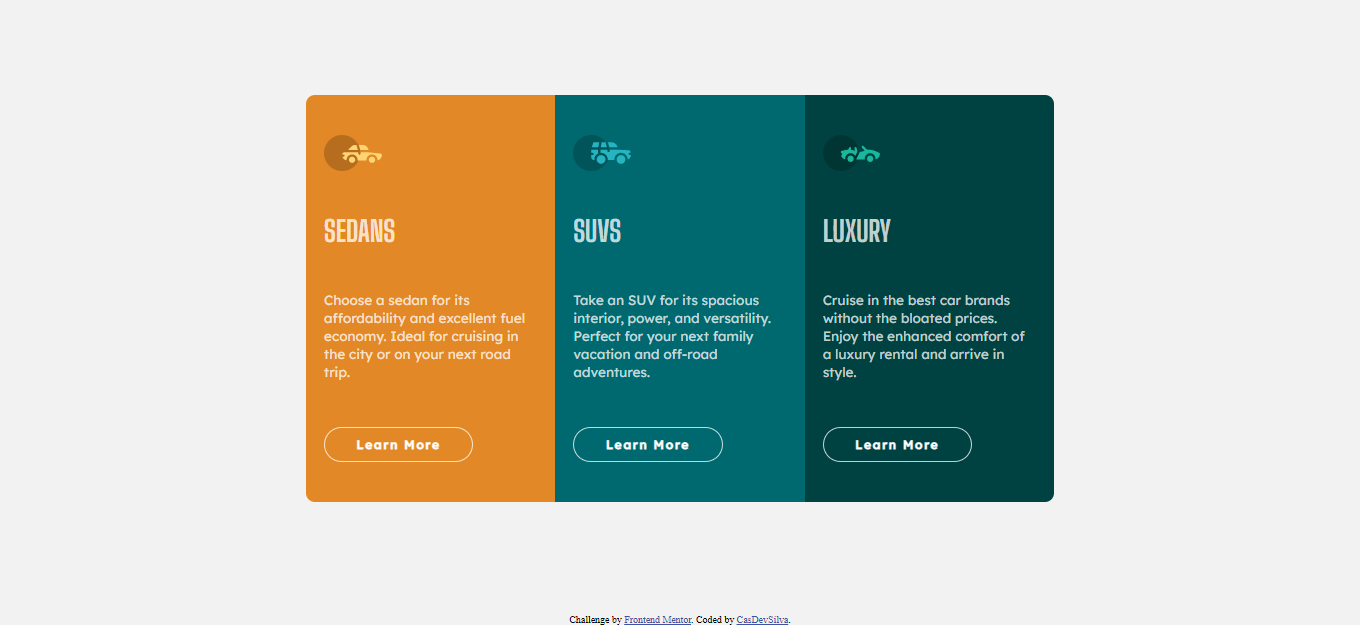 SEDANS
Choose a sedan for its
affordability and excellent fuel
economy. Ideal for cruising in
the city or on your next road
trip.
Learn More
SUVS
Take an SUV for its spacious
interior, power, and versatility.
Perfect for your next family
vacation and off-road
adventures.
Learn More
LUXURY
Cruise in the best car brands
without the bloated prices.
Enjoy the enhanced comfort of
a luxury rental and arrive in
style.
Learn More
Challenge by Frontend Mentor. Coded by CasDevSilva.